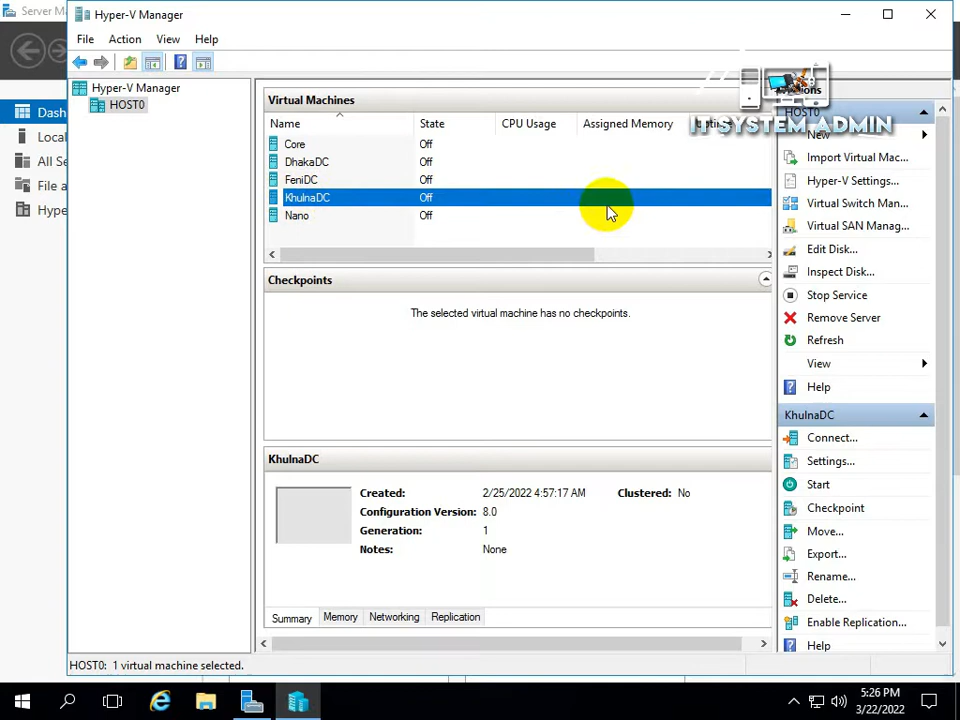 Server Ma
Hyper-V Manager
File Action View Help
Dash
Local
All Se
File a
Hype
Hyper-V Manager
HOST0
Virtual Machines
Name State CPU Usage Assigned Memory
Core Off
DhakaDC Off
FeniDC Off
KhulnaDC Off
Nano Off
Checkpoints
The selected virtual machine has no checkpoints.
KhulnaDC
Created: 2/25/2022 4:57:17 AM Clustered: No
Configuration Version: 8.0
Generation: 1
Notes: None
Summary Memory Networking Replication
IT SYSTEM ADMIN
HOST0
New
Import Virtual Mac...
Hyper-V Settings...
Virtual Switch Man...
Virtual SAN Manag...
Edit Disk...
Inspect Disk...
Stop Service
Remove Server
Refresh
View
Help
KhulnaDC
Connect...
Settings...
Start
Checkpoint
Move...
Export...
Rename...
Delete...
Enable Replication...
Help
HOST0: 1 virtual machine selected.
5:26 PM
3/22/2022